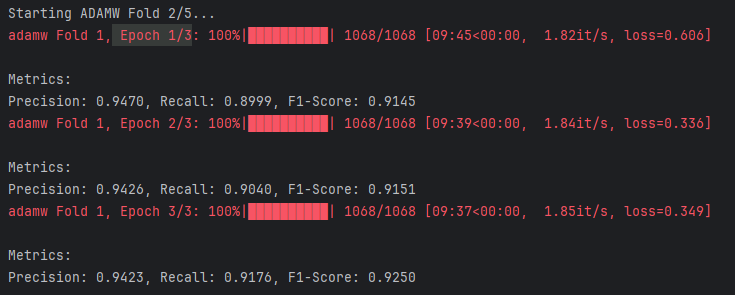 Starting ADAMW Fold 2/5...
adamw Fold 1, Epoch 1/3: 100%|██████████| 1068/1068 [09:45<00:00,  1.82it/s, loss=0.606]
Metrics:
Precision: 0.9470, Recall: 0.8999, F1-Score: 0.9145
adamw Fold 1, Epoch 2/3: 100%|██████████| 1068/1068 [09:39<00:00,  1.84it/s, loss=0.336]
Metrics:
Precision: 0.9426, Recall: 0.9040, F1-Score: 0.9151
adamw Fold 1, Epoch 3/3: 100%|██████████| 1068/1068 [09:37<00:00,  1.85it/s, loss=0.349]
Metrics:
Precision: 0.9423, Recall: 0.9176, F1-Score: 0.9250